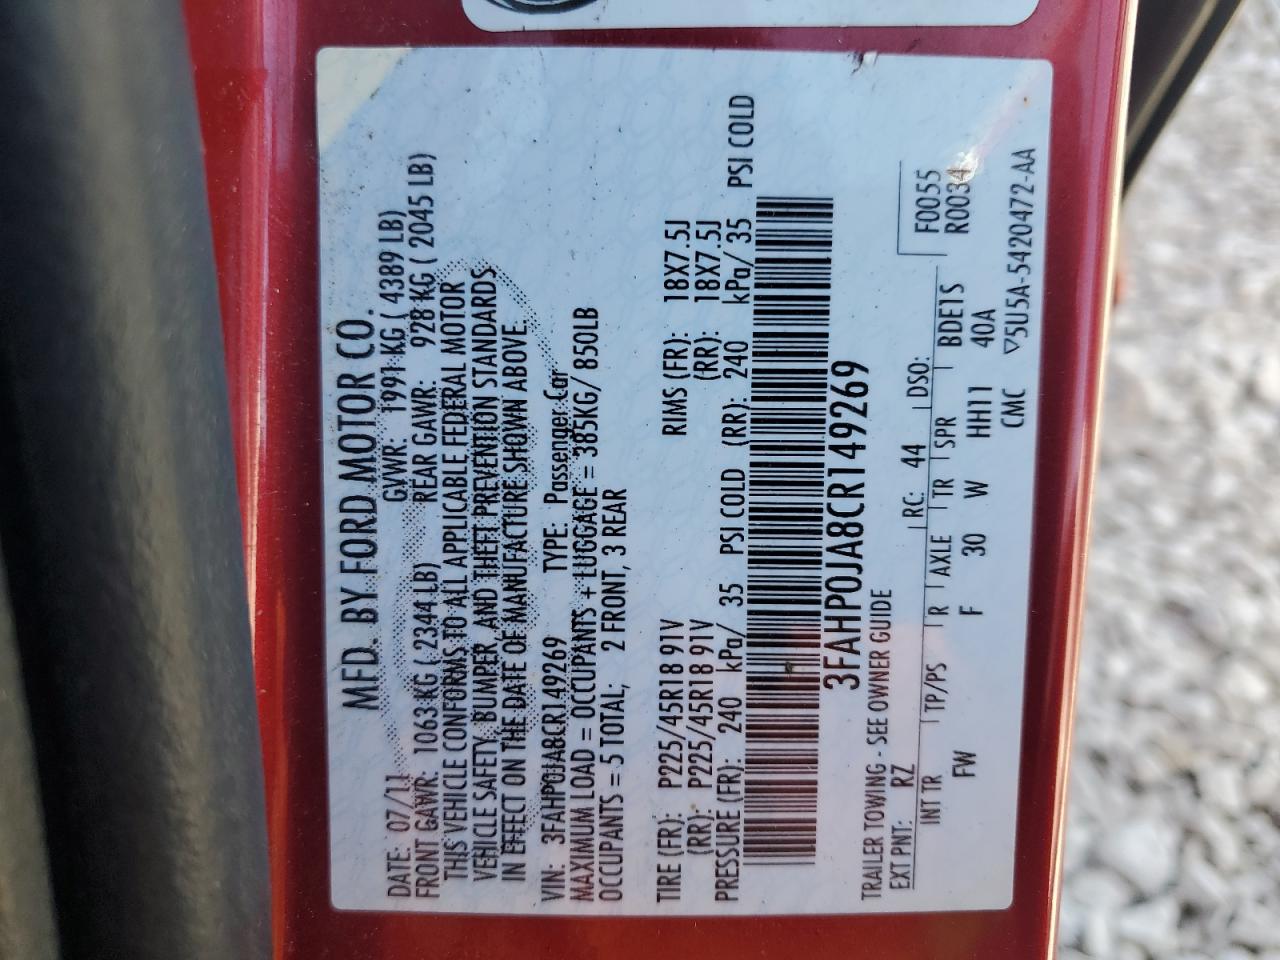 MFD. BY FORD MOTOR CO.
DATE: 07/11 GVWR: 1991 KG ( 4389 LB)
FRONT GAWR: 1063 KG ( 2344 LB) REAR GAWR: 928 KG ( 2045 LB)
THIS VEHICLE CONFORMS TO ALL APPLICABLE FEDERAL MOTOR
VEHICLE SAFETY, BUMPER, AND THEFT PREVENTION STANDARDS
IN EFFECT ON THE DATE OF MANUFACTURE SHOWN ABOVE.
VIN: 3FAHP0JA8CR149269 TYPE: Passenger Car
MAXIMUM LOAD = OCCUPANTS + LUGGAGE = 385KG/ 850LB
OCCUPANTS = 5 TOTAL; 2 FRONT, 3 REAR
TIRE (FR): P225/45R18 91V RIMS (FR): 18X7.5J
(RR): P225/45R18 91V (RR): 18X7.5J
PRESSURE (FR): 240 kPa/ 35 PSI COLD (RR): 240 kPa/ 35 PSI COLD
3FAHP0JA8CR149269
TRAILER TOWING - SEE OWNER GUIDE
EXT PNT: RZ RC: 44 DSO: F0055
R0034
INT TR TP/PS R AXLE TR SPR BDE1S
FW F 30 W HH11 40A
CMC ▽5U5A-5420472-AA